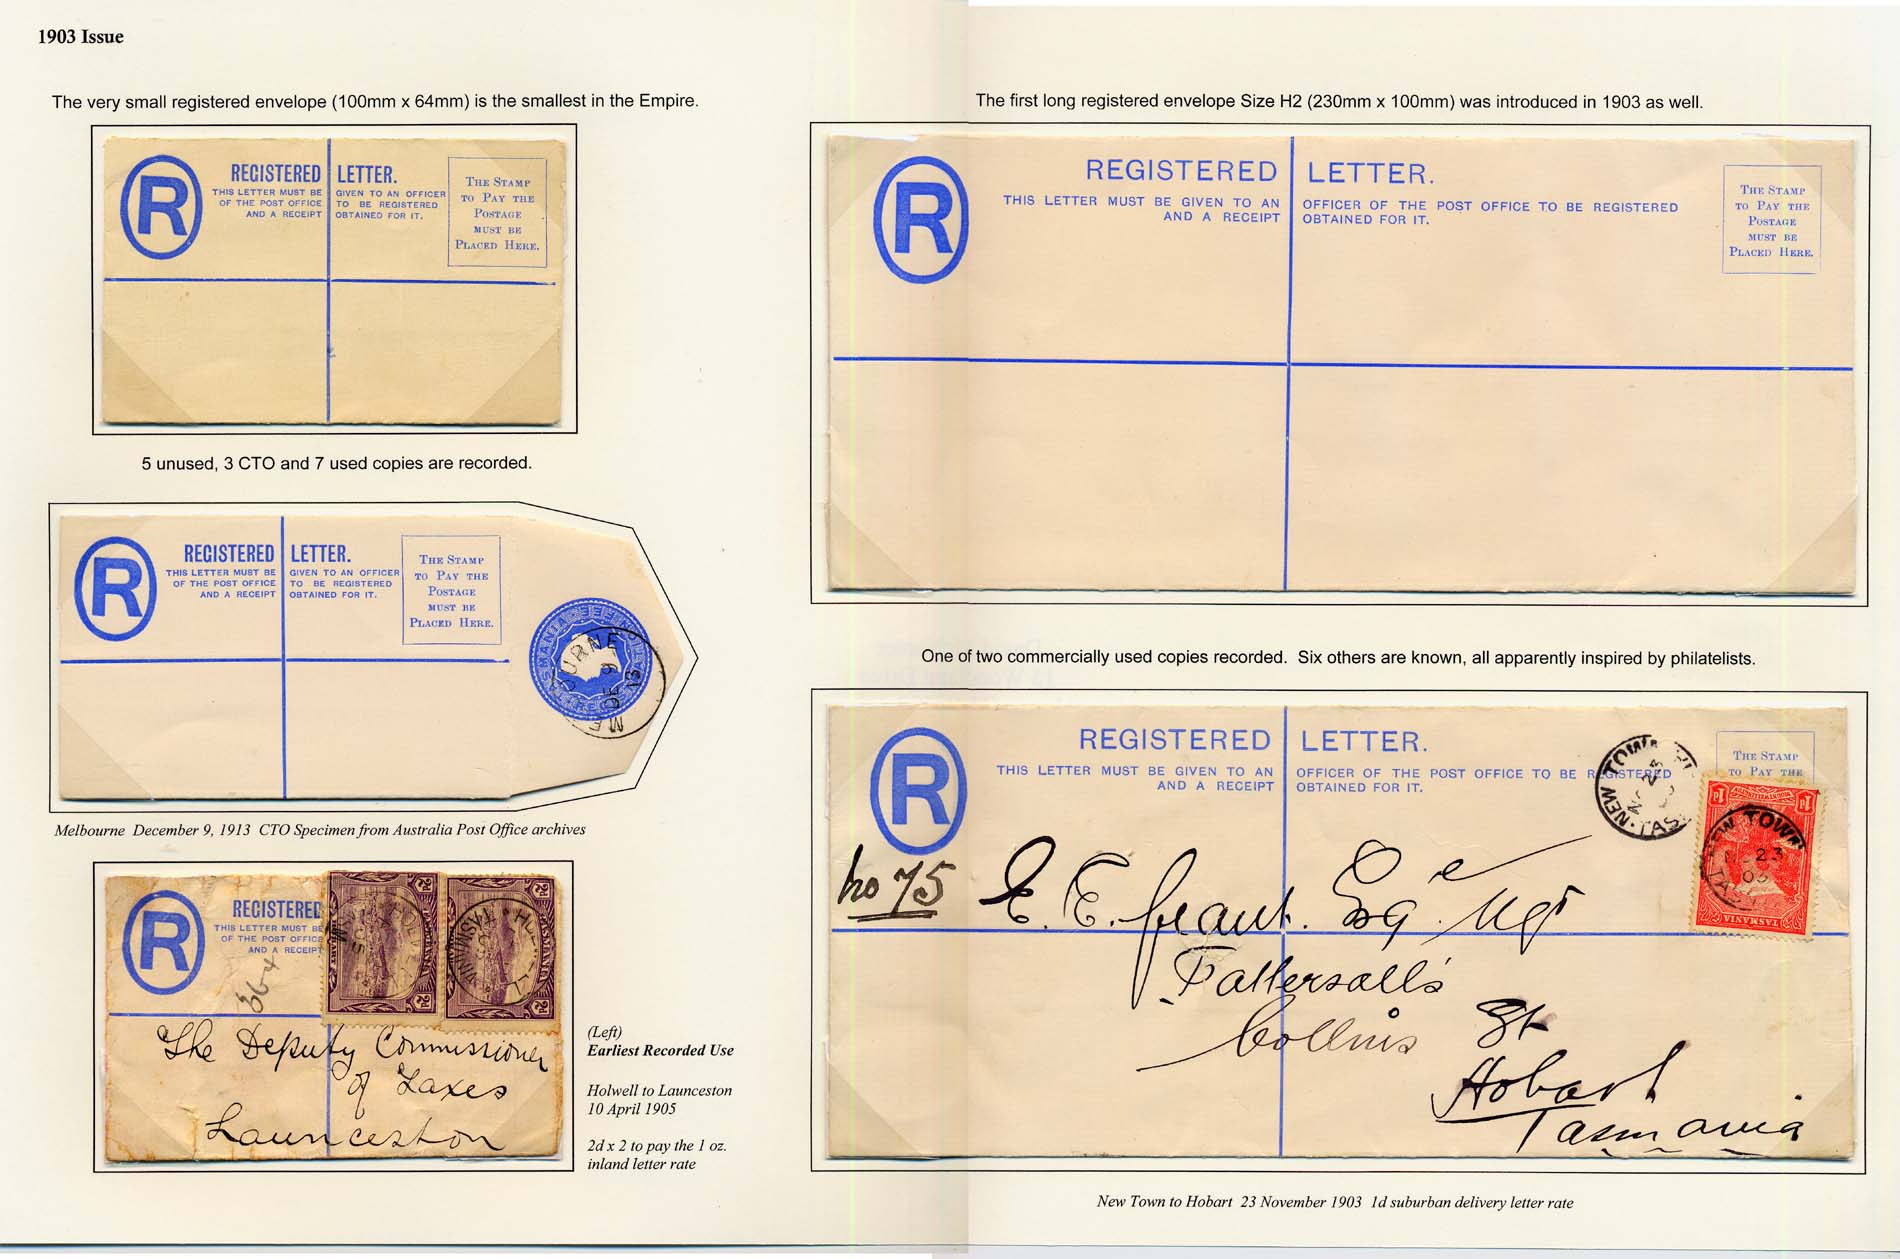 1903 Issue
The very small registered envelope (100mm x 64mm) is the smallest in the Empire.
REGISTERED LETTER.
THIS LETTER MUST BE GIVEN TO AN OFFICER
OF THE POST OFFICE TO BE REGISTERED
AND A RECEIPT OBTAINED FOR IT.
R
THE STAMP
TO PAY THE
POSTAGE
MUST BE
PLACED HERE.
5 unused, 3 CTO and 7 used copies are recorded.
REGISTERED LETTER.
THIS LETTER MUST BE GIVEN TO AN OFFICER
OF THE POST OFFICE TO BE REGISTERED
AND A RECEIPT OBTAINED FOR IT.
R
THE STAMP
TO PAY THE
POSTAGE
MUST BE
PLACED HERE.
Melbourne December 9, 1913 CTO Specimen from Australia Post Office archives
REGISTERED
THIS LETTER MUST BE
OF THE POST OFFICE
AND A RECEIPT
R
The Deputy Commissioner
of Taxes
Launceston
(Left)
Earliest Recorded Use
Holwell to Launceston
10 April 1905
2d x 2 to pay the 1 oz.
inland letter rate
The first long registered envelope Size H2 (230mm x 100mm) was introduced in 1903 as well.
REGISTERED LETTER.
THIS LETTER MUST BE GIVEN TO AN OFFICER OF THE POST OFFICE TO BE REGISTERED
AND A RECEIPT OBTAINED FOR IT.
R
THE STAMP
TO PAY THE
POSTAGE
MUST BE
PLACED HERE.
One of two commercially used copies recorded. Six others are known, all apparently inspired by philatelists.
REGISTERED LETTER.
THIS LETTER MUST BE GIVEN TO AN OFFICER OF THE POST OFFICE TO BE REGISTERED
AND A RECEIPT OBTAINED FOR IT.
R
THE STAMP
TO PAY THE
NEW TOWN
TAS
NEW TOWN
23
TASMANIA
No 75
E. E. Grant. Esqre Mgr
Tattersall's
Collins St
Hobart
Tasmania
New Town to Hobart 23 November 1903 1d suburban delivery letter rate